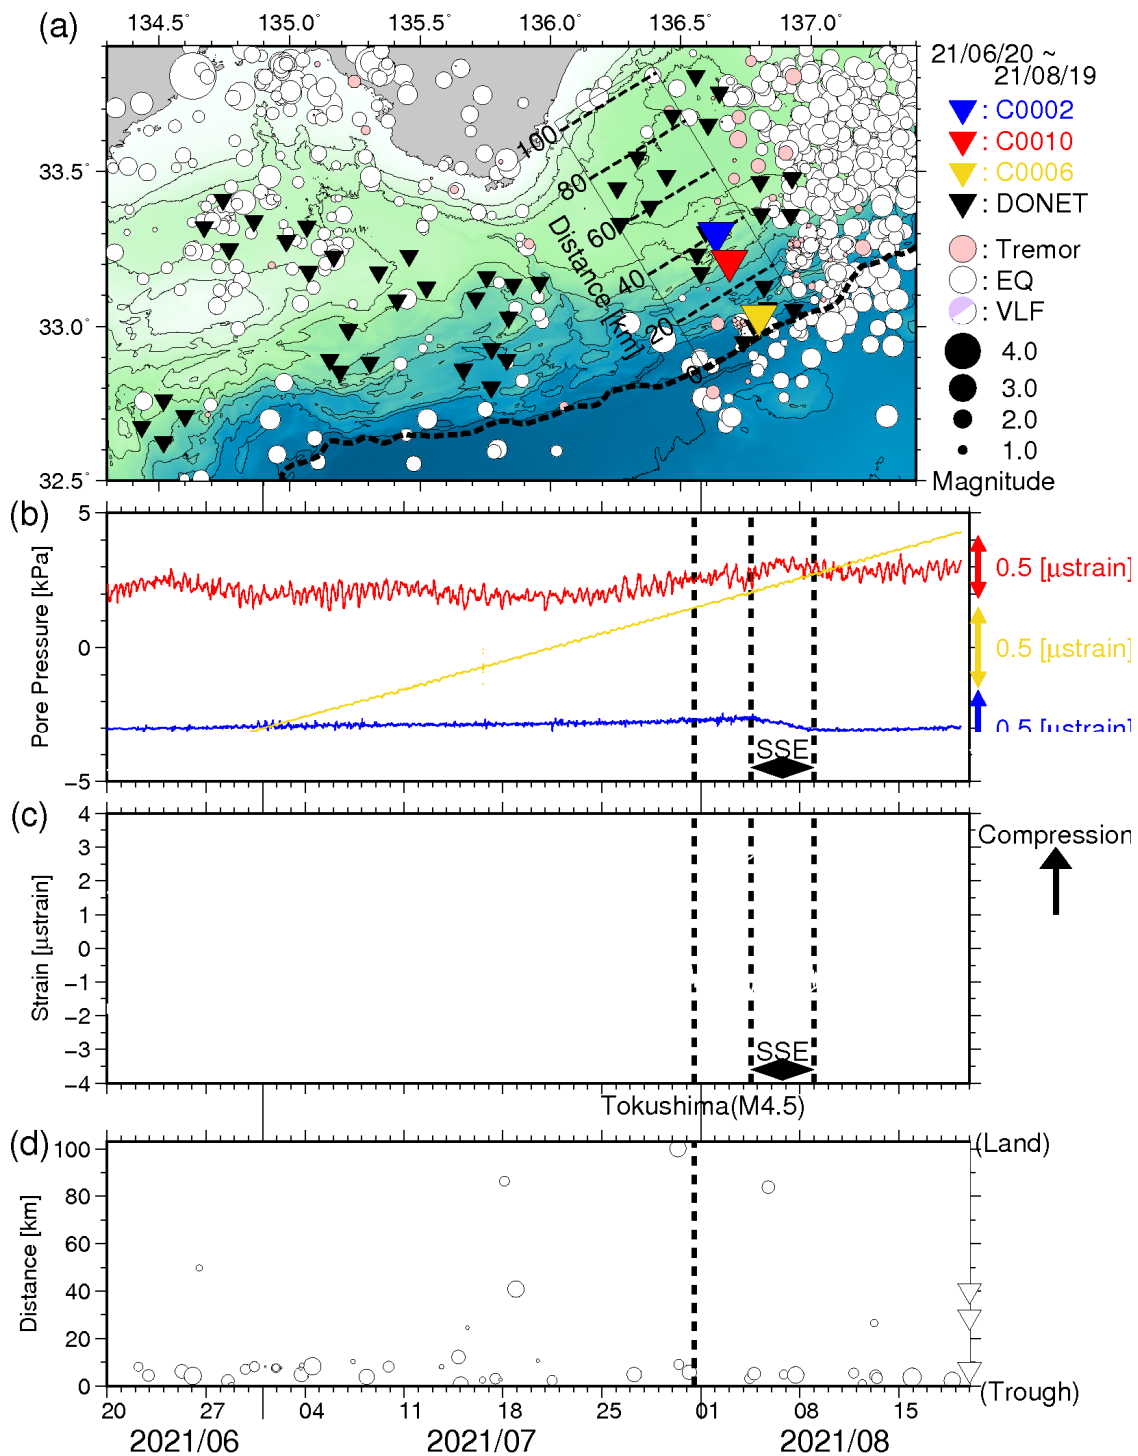 (a)
134.5° 135.0° 135.5° 136.0° 136.5° 137.0°
33.5°
33.0°
32.5°
100
80
60
40
20
0
Distance [km]
21/06/20 ~
21/08/19
: C0002
: C0010
: C0006
: DONET
: Tremor
: EQ
: VLF
4.0
3.0
2.0
1.0
Magnitude
(b)
Pore Pressure [kPa]
5
0
−5
SSE
0.5 [μstrain]
0.5 [μstrain]
0.5 [μstrain]
(c)
Strain [μstrain]
4
3
2
1
0
−1
−2
−3
−4
SSE
Compression
Tokushima(M4.5)
(d)
Distance [km]
100
80
60
40
20
0
(Land)
(Trough)
20 27 04 11 18 25 01 08 15
2021/06 2021/07 2021/08